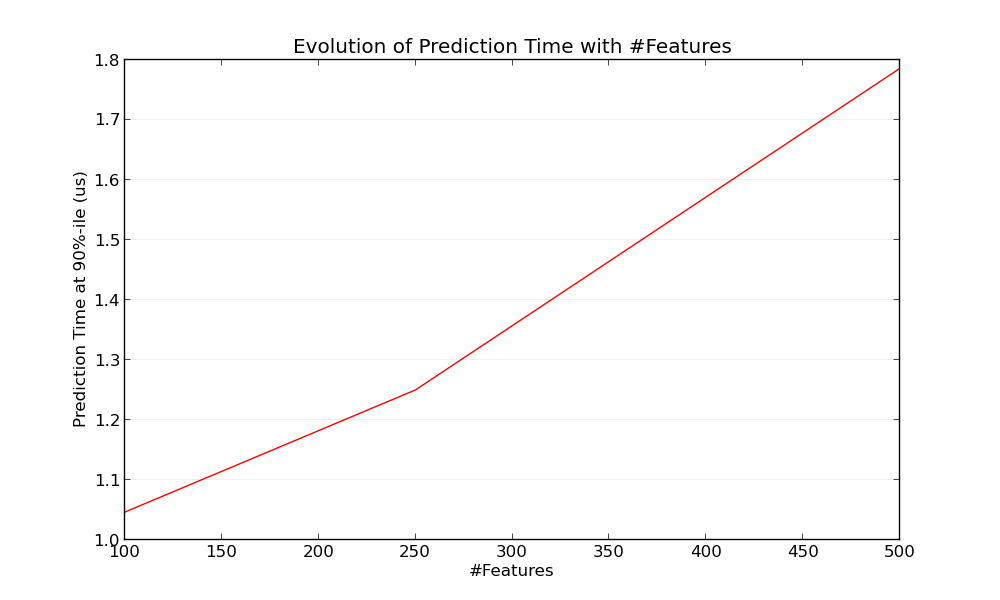 Evolution of Prediction Time with #Features
Prediction Time at 90%-ile (us)
1.8
1.7
1.6
1.5
1.4
1.3
1.2
1.1
1.0
100 150 200 250 300 350 400 450 500
#Features